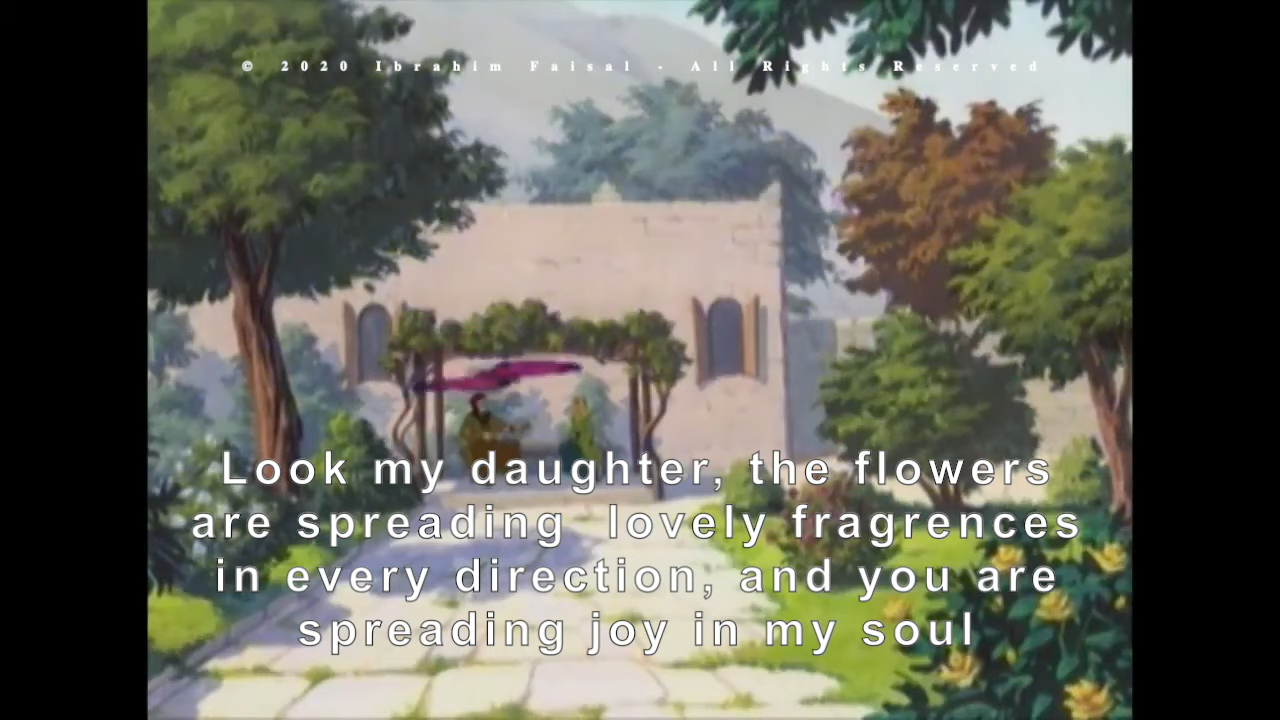 © 2020 Ibrahim Faisal - All Rights Reserved
Look my daughter, the flowers
are spreading lovely fragrences
in every direction, and you are
spreading joy in my soul